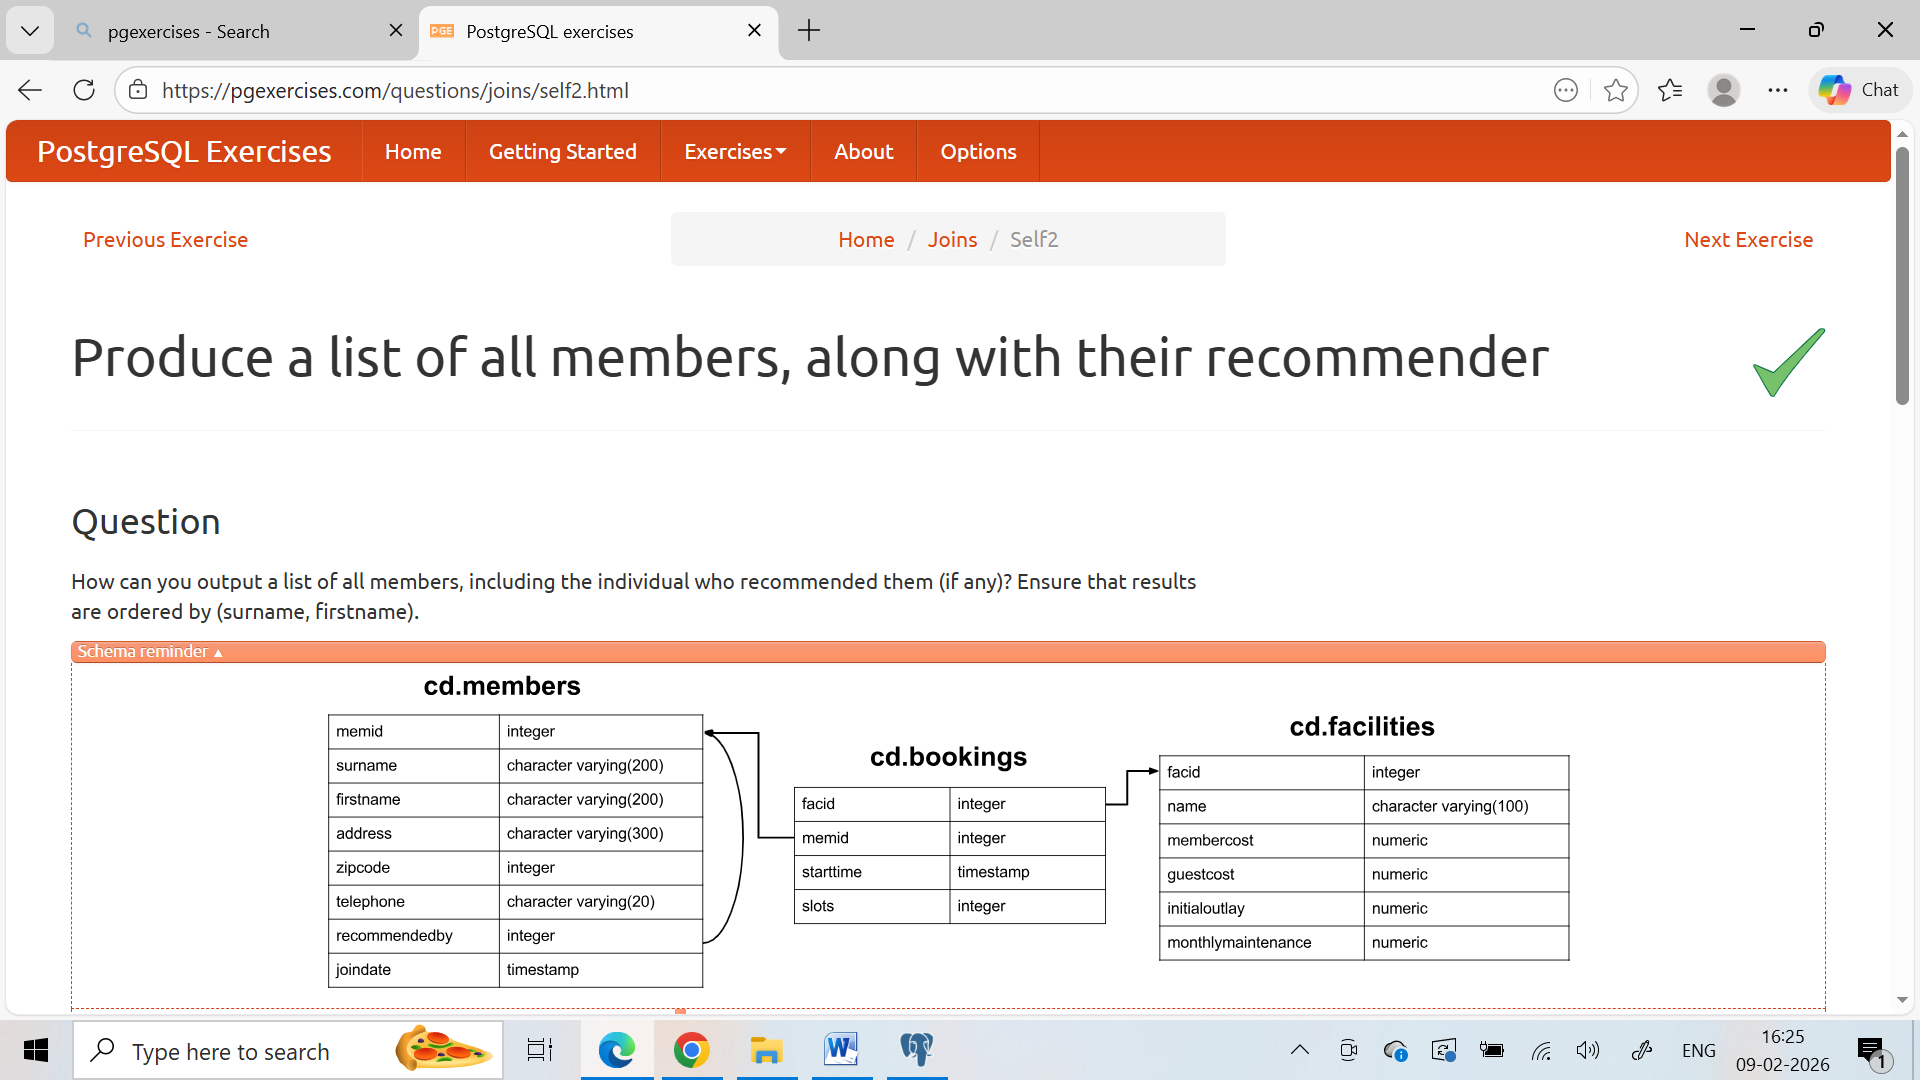 pgexercises - Search
PGE PostgreSQL exercises
https://pgexercises.com/questions/joins/self2.html
Chat
PostgreSQL Exercises Home Getting Started Exercises About Options
Previous Exercise Home / Joins / Self2 Next Exercise
Produce a list of all members, along with their recommender
Question
How can you output a list of all members, including the individual who recommended them (if any)? Ensure that results
are ordered by (surname, firstname).
Schema reminder ▲
cd.members
memid integer
surname character varying(200)
firstname character varying(200)
address character varying(300)
zipcode integer
telephone character varying(20)
recommendedby integer
joindate timestamp
cd.bookings
facid integer
memid integer
starttime timestamp
slots integer
cd.facilities
facid integer
name character varying(100)
membercost numeric
guestcost numeric
initialoutlay numeric
monthlymaintenance numeric
Type here to search
ENG
16:25
09-02-2026
1